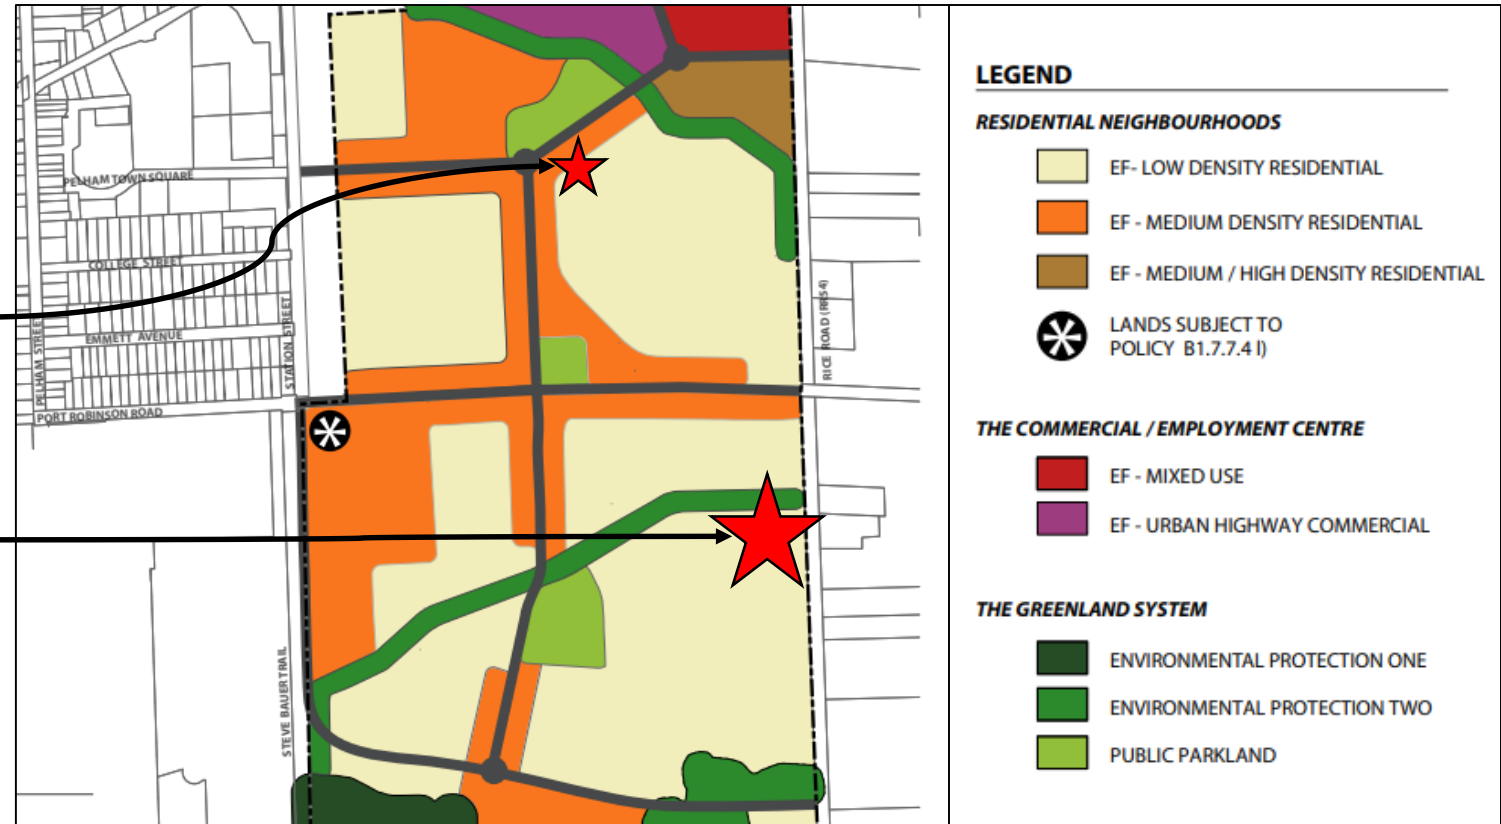 PELHAM TOWN SQUARE
COLLEGE STREET
EMMETT AVENUE
PELHAM STREET
STATION STREET
PORT ROBINSON ROAD
RICE ROAD (RR54)
STEVE BAUER TRAIL
LEGEND
RESIDENTIAL NEIGHBOURHOODS
EF- LOW DENSITY RESIDENTIAL
EF - MEDIUM DENSITY RESIDENTIAL
EF - MEDIUM / HIGH DENSITY RESIDENTIAL
LANDS SUBJECT TO
POLICY B1.7.7.4 l)
THE COMMERCIAL / EMPLOYMENT CENTRE
EF - MIXED USE
EF - URBAN HIGHWAY COMMERCIAL
THE GREENLAND SYSTEM
ENVIRONMENTAL PROTECTION ONE
ENVIRONMENTAL PROTECTION TWO
PUBLIC PARKLAND